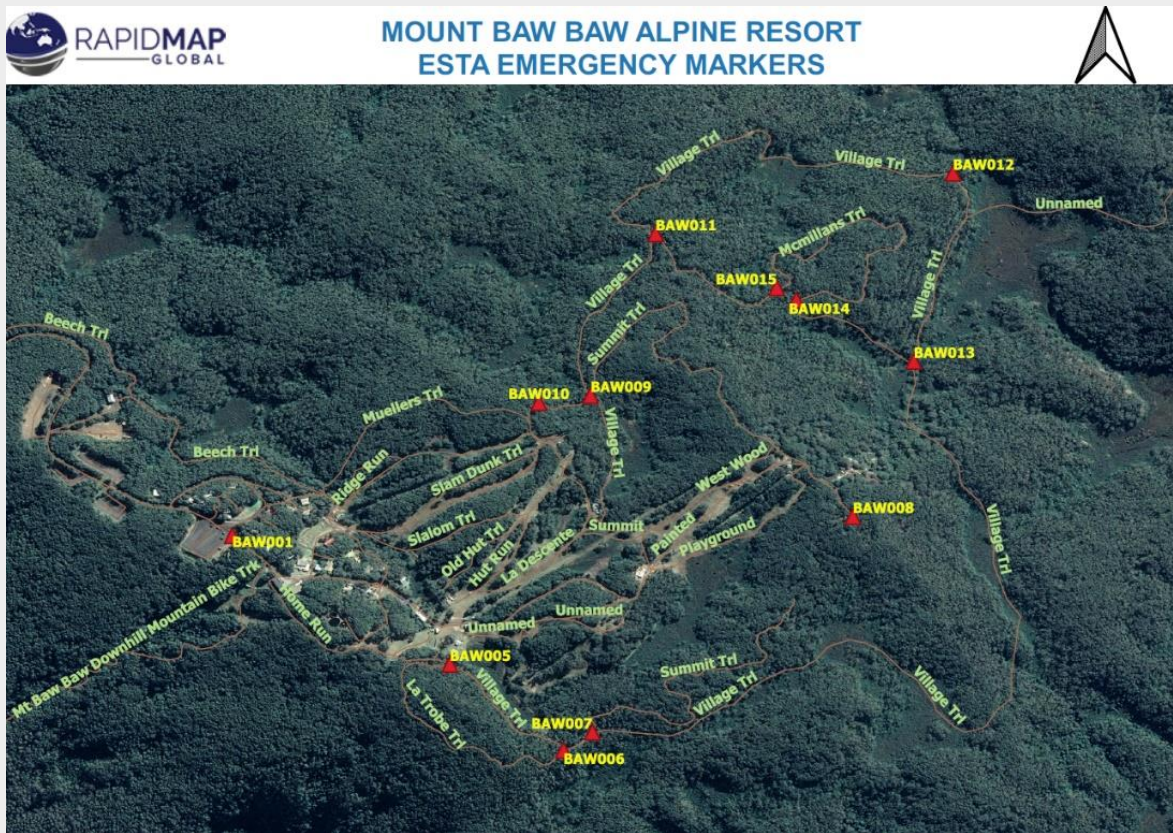 RAPIDMAP
GLOBAL
MOUNT BAW BAW ALPINE RESORT
ESTA EMERGENCY MARKERS
Village Trl
Village Trl
BAW012
Unnamed
BAW011
Mcmillans Trl
Village Trl
BAW015
Village Trl
BAW014
Summit Trl
Beech Trl
BAW013
BAW009
BAW010
Muellers Trl
Village Trl
Beech Trl
Ridge Run
Slam Dunk Trl
West Wood
BAW008
Slalom Trl
Summit
Old Hut Trl
Hut Run
La Descente
Painted
Playground
Village Trl
BAW001
Mt Baw Baw Downhill Mountain Bike Trk
Home Run
Unnamed
Unnamed
BAW005
Summit Trl
La Trobe Trl
Village Trl
Village Trl
Village Trl
BAW007
BAW006